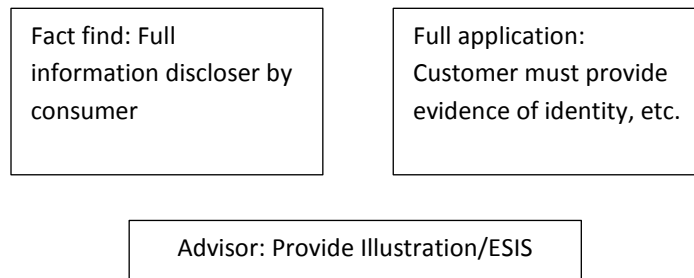 Fact find: Full
information discloser by
consumer
Full application:
Customer must provide
evidence of identity, etc.
Advisor: Provide Illustration/ESIS